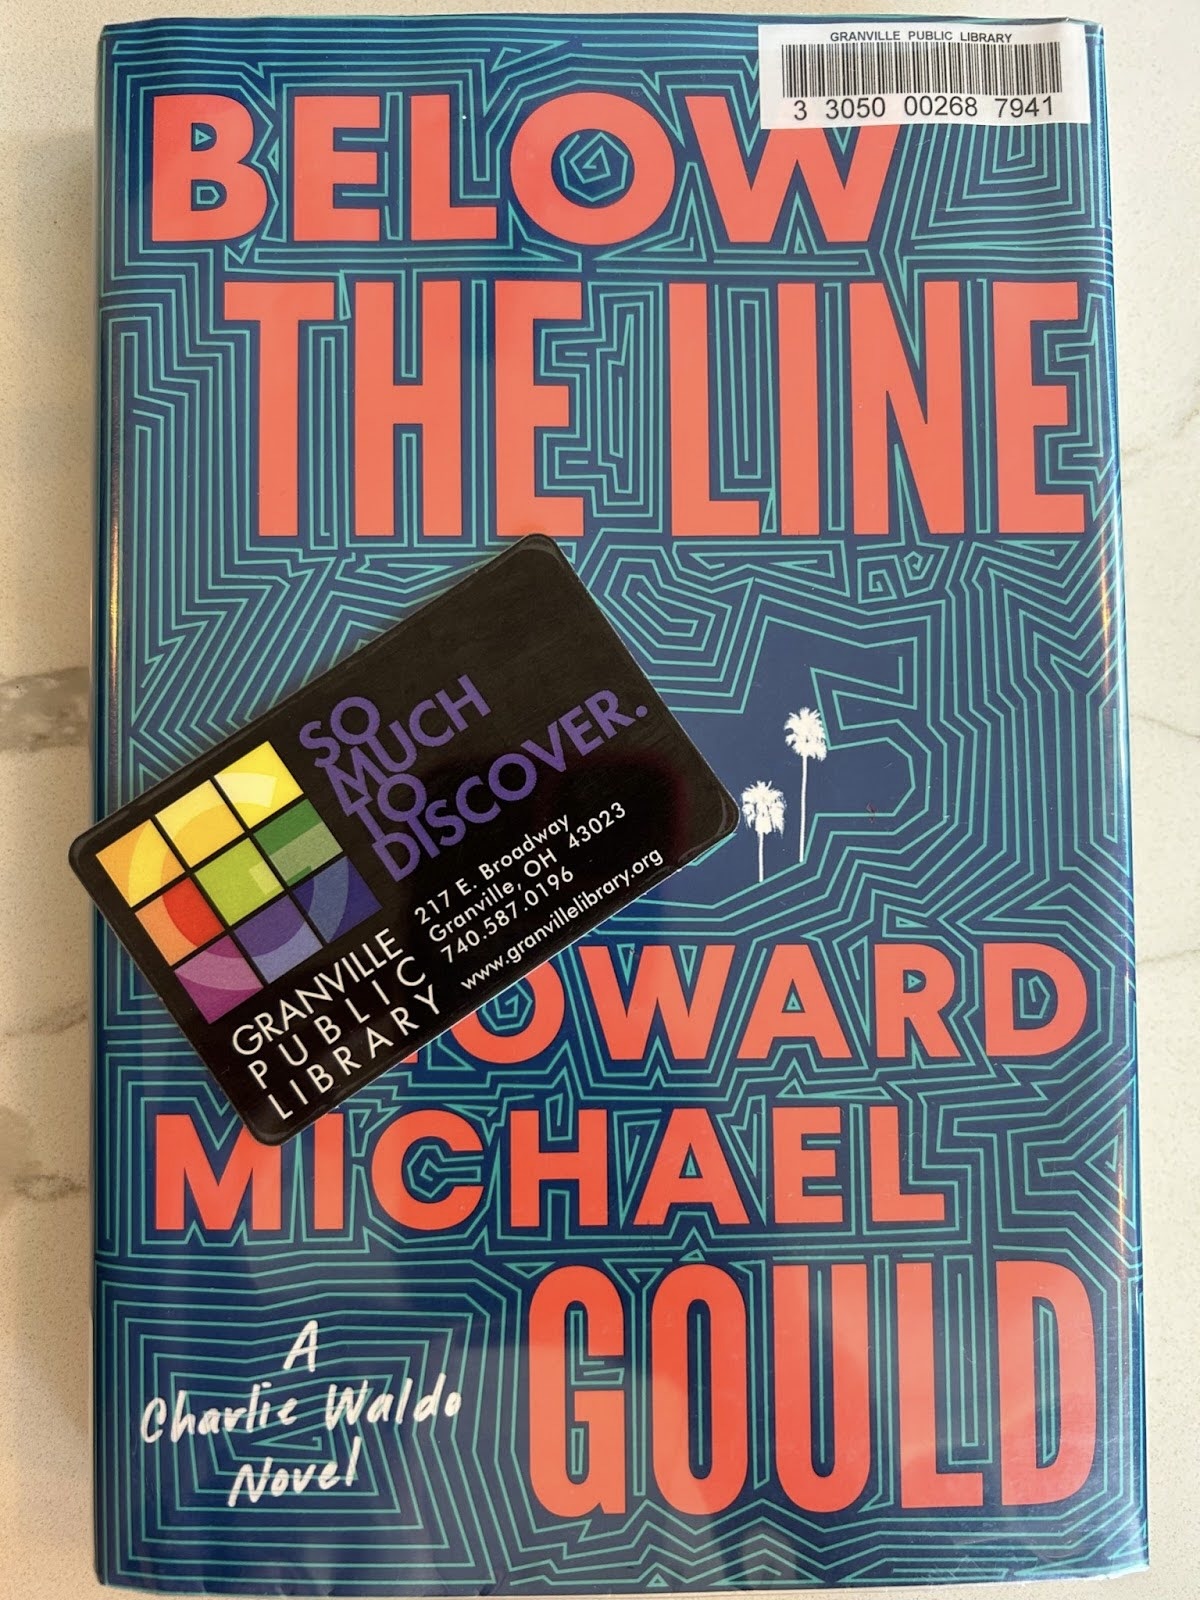 GRANVILLE PUBLIC LIBRARY
3 3050 00268 7941
BELOW
THE LINE
SO
MUCH
TO
DISCOVER.
217 E. Broadway
Granville, OH 43023
740.587.0196
www.granvillelibrary.org
GRANVILLE
PUBLIC
LIBRARY
HOWARD
MICHAEL
GOULD
A
Charlie Waldo
Novel